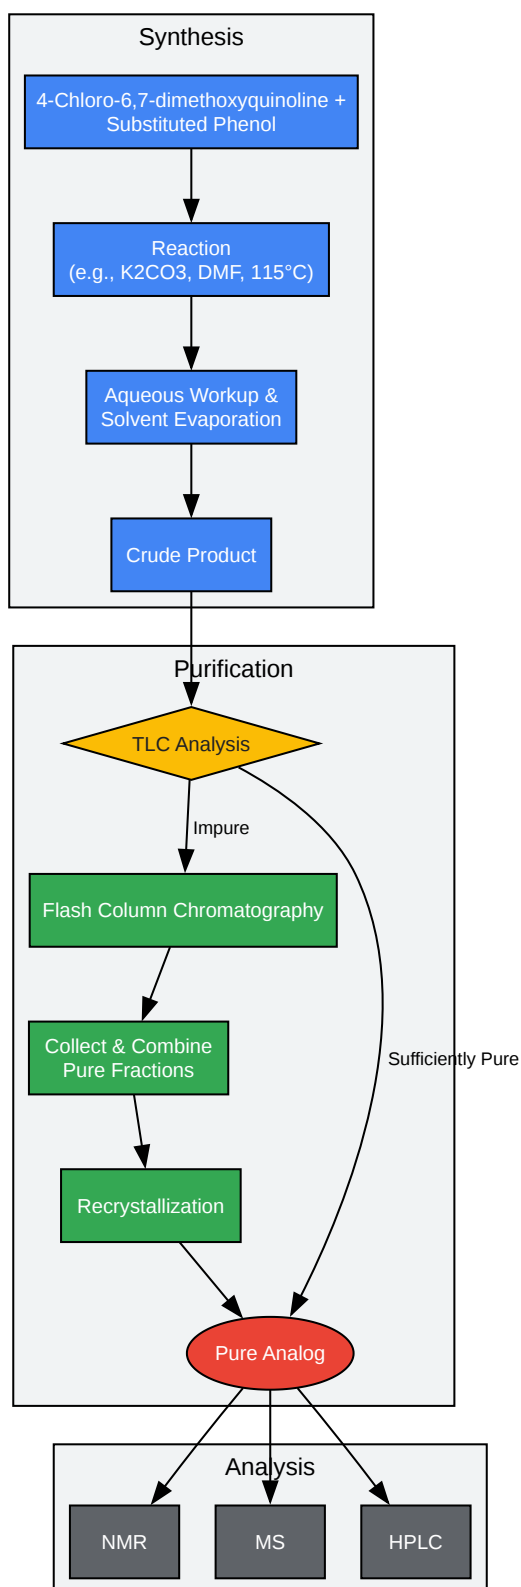 Synthesis
4-Chloro-6,7-dimethoxyquinoline +
Substituted Phenol
Reaction
(e.g., K2CO3, DMF, 115°C)
Aqueous Workup &
Solvent Evaporation
Crude Product
Purification
TLC Analysis
Impure
Flash Column Chromatography
Collect & Combine
Pure Fractions
Sufficiently Pure
Recrystallization
Pure Analog
Analysis
NMR
MS
HPLC